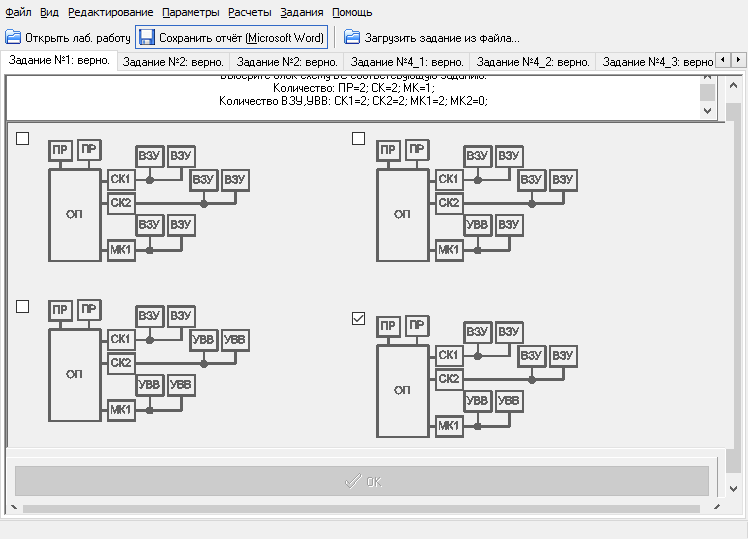 Файл Вид Редактирование Параметры Расчеты Задания Помощь
Открыть лаб. работу Сохранить отчёт (Microsoft Word) Загрузить задание из файла...
Задание №1: верно. Задание №2: верно. Задание №2: верно. Задание №4_1: верно. Задание №4_2: верно. Задание №4_3: верно.
Выберите блок схему ВС соответствующую заданию.
Количество: ПР=2; СК=2; МК=1;
Количество ВЗУ,УВВ: СК1=2; СК2=2; МК1=2; МК2=0;
ПР ПР ВЗУ ВЗУ
СК1 ВЗУ ВЗУ
СК2
ОП
ВЗУ ВЗУ
МК1
ПР ПР ВЗУ ВЗУ
СК1 ВЗУ ВЗУ
СК2
ОП
УВВ ВЗУ
МК1
ПР ПР ВЗУ ВЗУ
СК1 УВВ УВВ
СК2
ОП
УВВ УВВ
МК1
ПР ПР ВЗУ ВЗУ
СК1 ВЗУ ВЗУ
СК2
ОП
УВВ УВВ
МК1
OK